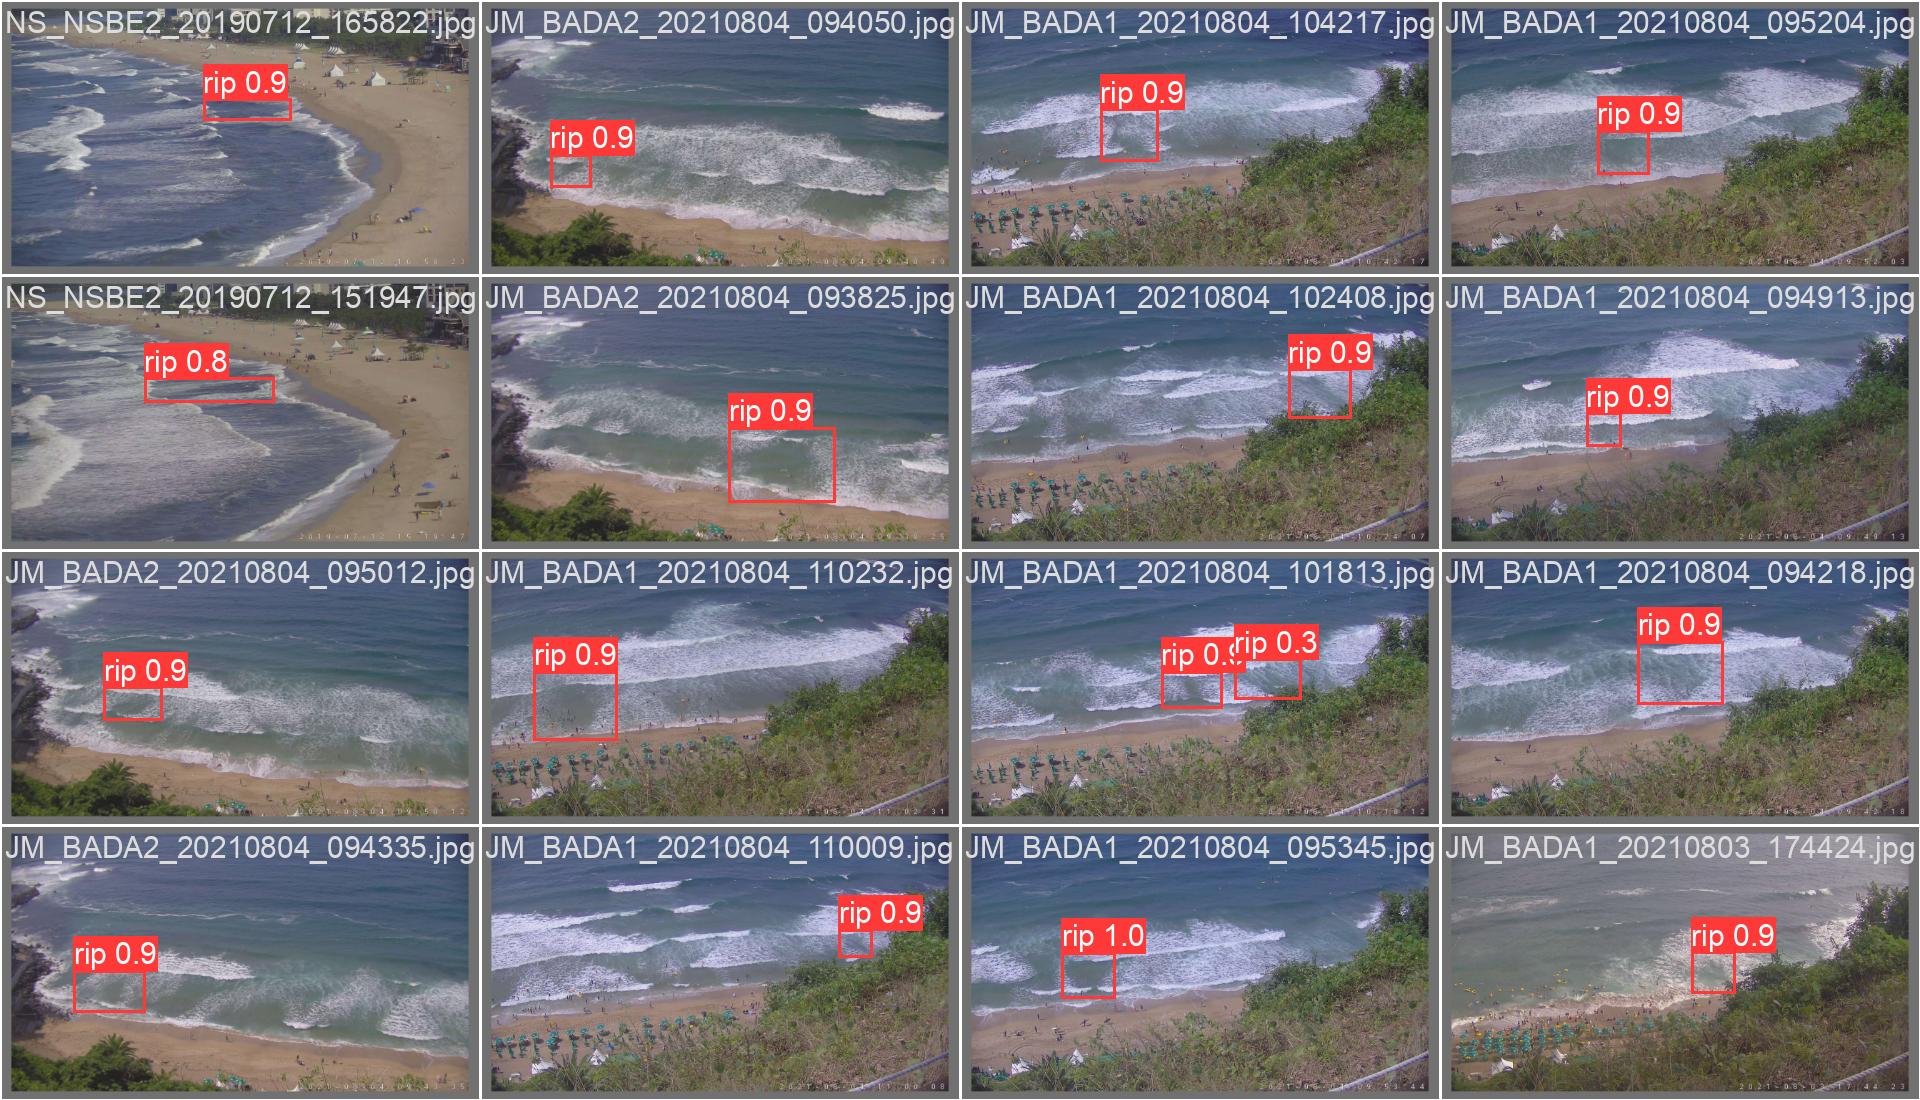 NS_NSBE2_20190712_165822.jpg
rip 0.9
JM_BADA2_20210804_094050.jpg
rip 0.9
JM_BADA1_20210804_104217.jpg
rip 0.9
JM_BADA1_20210804_095204.jpg
rip 0.9
NS_NSBE2_20190712_151947.jpg
rip 0.8
JM_BADA2_20210804_093825.jpg
rip 0.9
JM_BADA1_20210804_102408.jpg
rip 0.9
JM_BADA1_20210804_094913.jpg
rip 0.9
JM_BADA2_20210804_095012.jpg
rip 0.9
JM_BADA1_20210804_110232.jpg
rip 0.9
JM_BADA1_20210804_101813.jpg
rip 0.9
rip 0.3
JM_BADA1_20210804_094218.jpg
rip 0.9
JM_BADA2_20210804_094335.jpg
rip 0.9
JM_BADA1_20210804_110009.jpg
rip 0.9
JM_BADA1_20210804_095345.jpg
rip 1.0
JM_BADA1_20210803_174424.jpg
rip 0.9